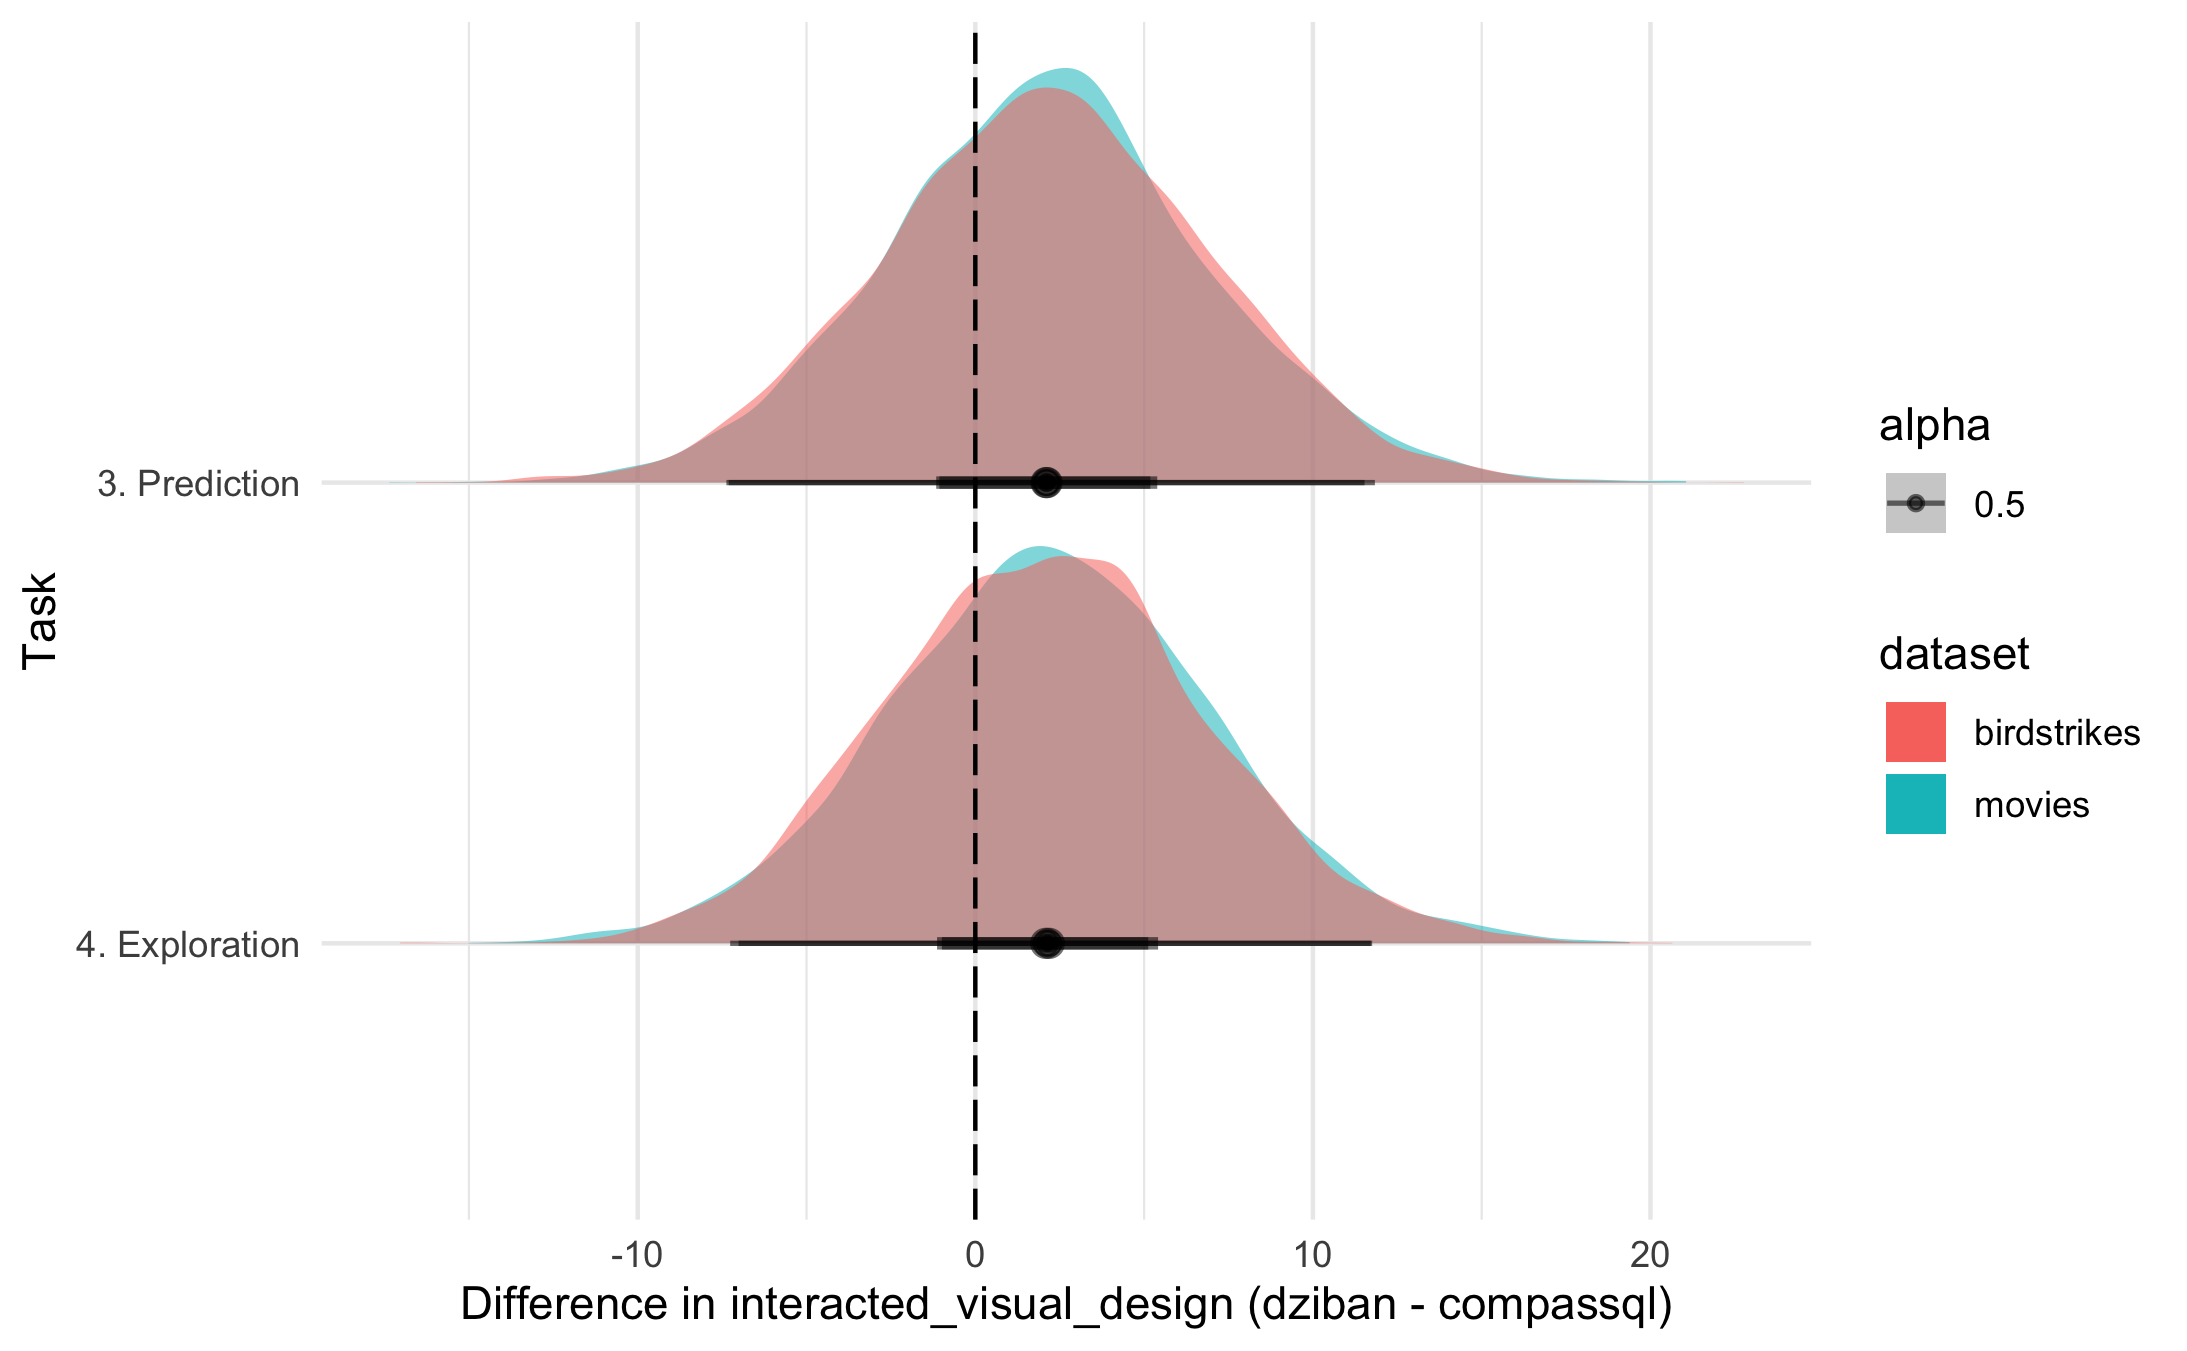 3. Prediction
4. Exploration
Task
-10
0
10
20
Difference in interacted_visual_design (dziban - compassql)
alpha
0.5
dataset
birdstrikes
movies